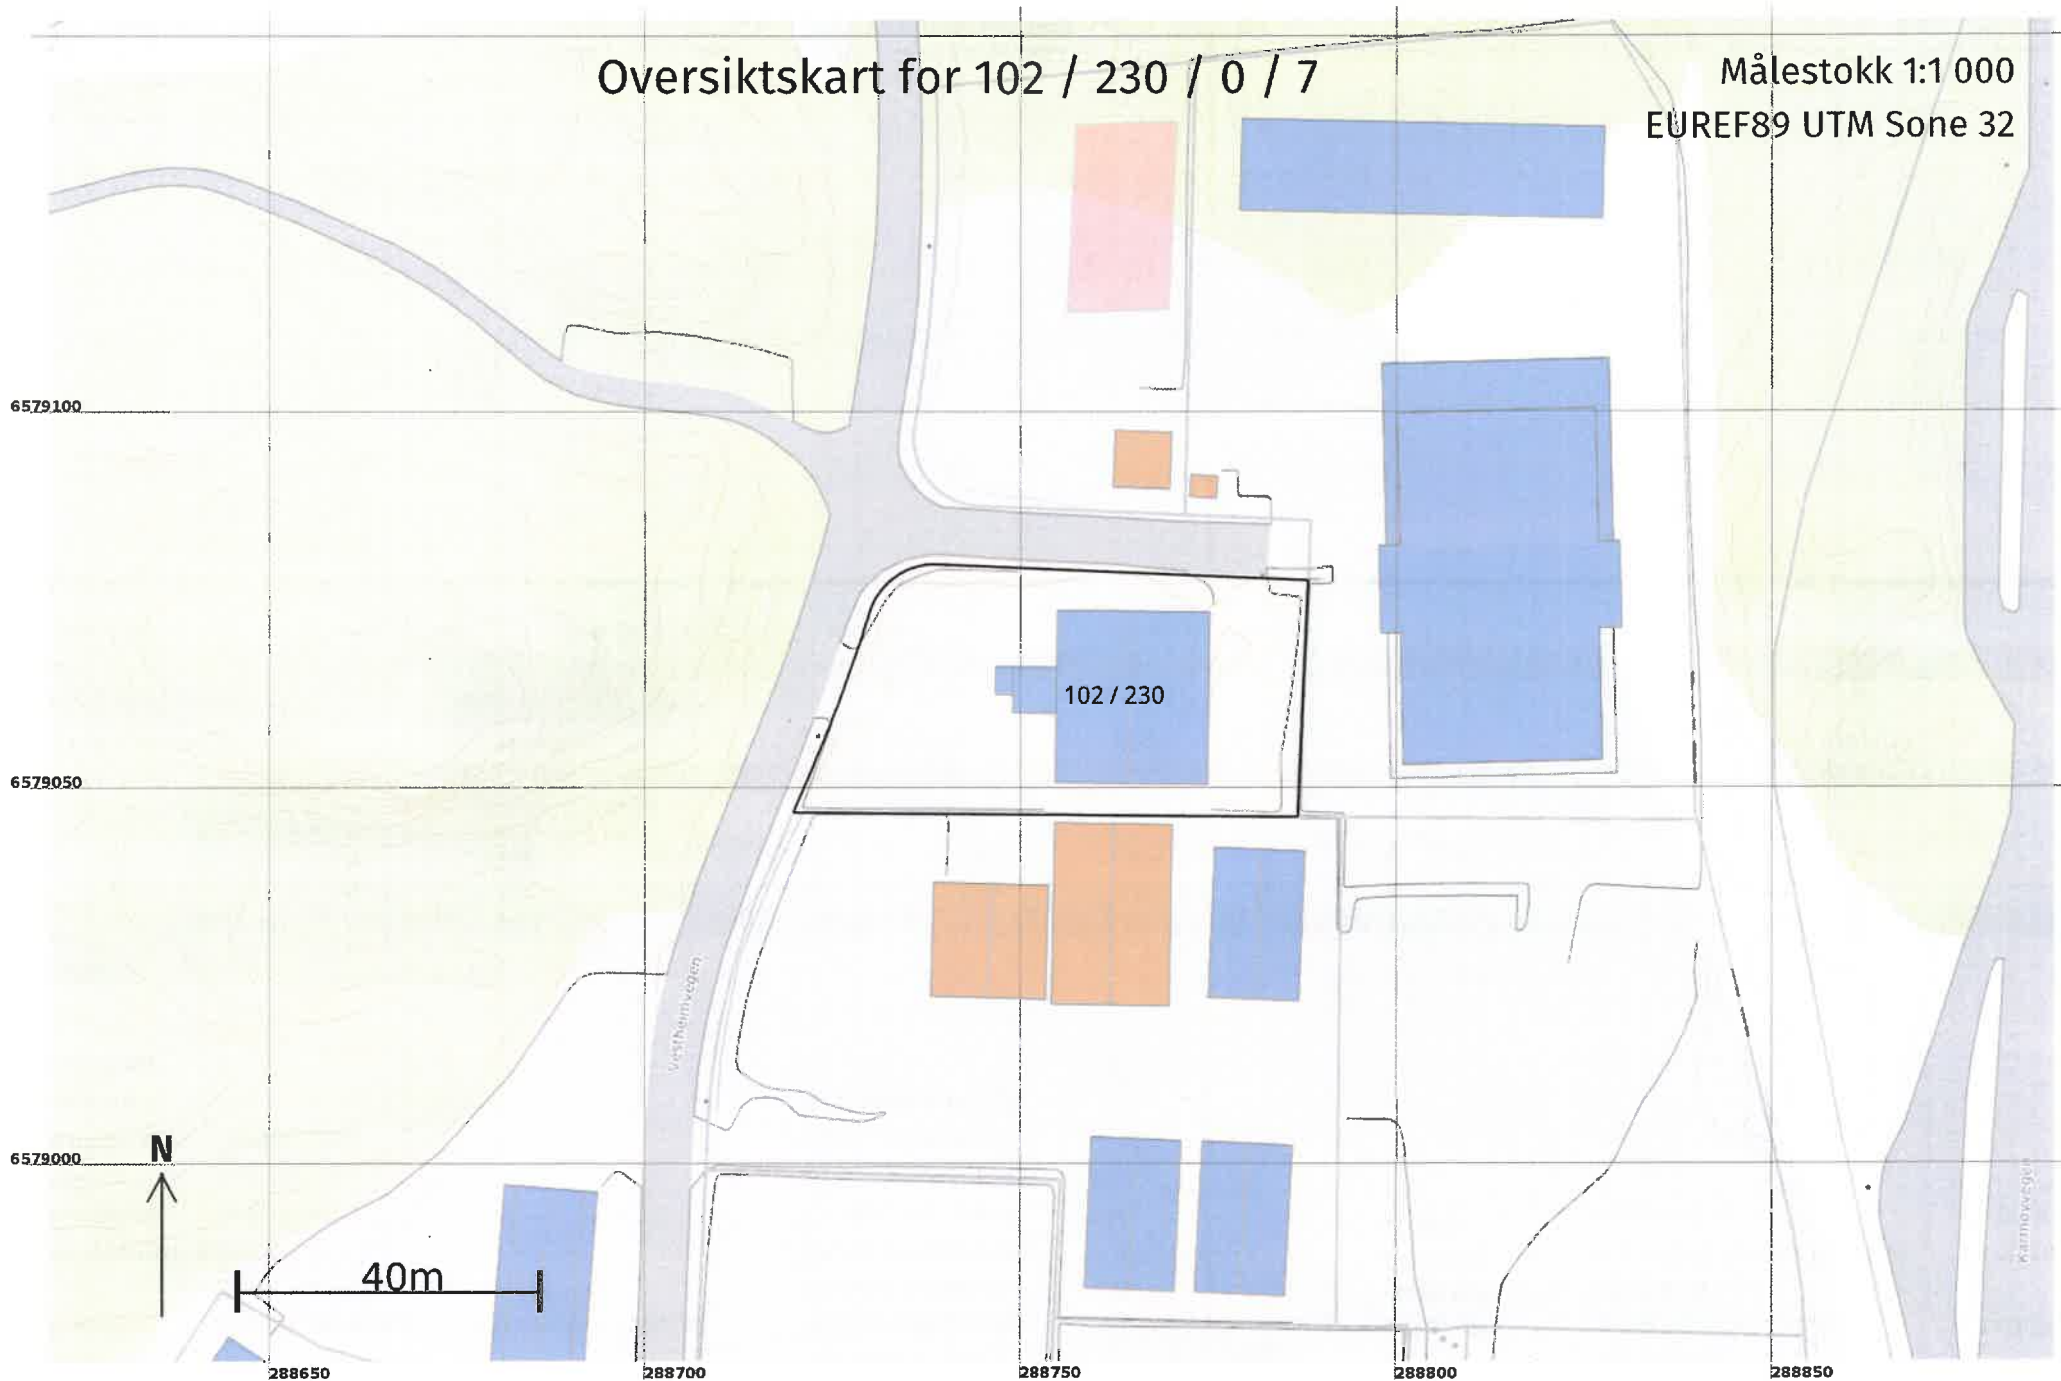 Oversiktskart for 102 / 230 / 0 / 7
Målestokk 1:1 000
EUREF89 UTM Sone 32
6579100
102 / 230
6579050
Vestheimvegen
6579000
N
Karmøyvegen
40m
288650
288700
288750
288800
288850